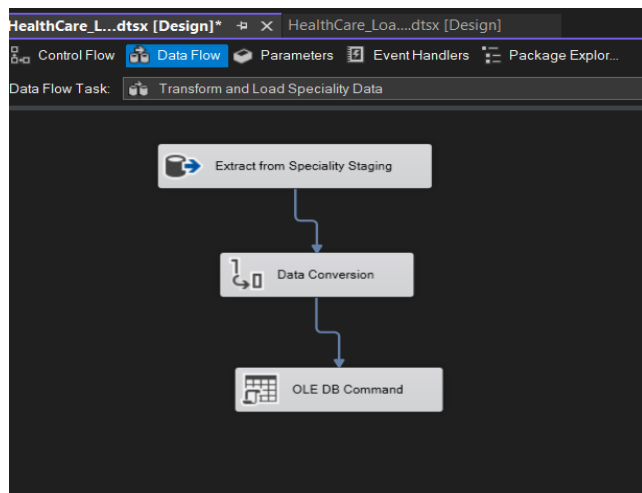 HealthCare_L...dtsx [Design]* HealthCare_Loa....dtsx [Design]
Control Flow Data Flow Parameters Event Handlers Package Explor...
Data Flow Task: Transform and Load Speciality Data
Extract from Speciality Staging
Data Conversion
OLE DB Command